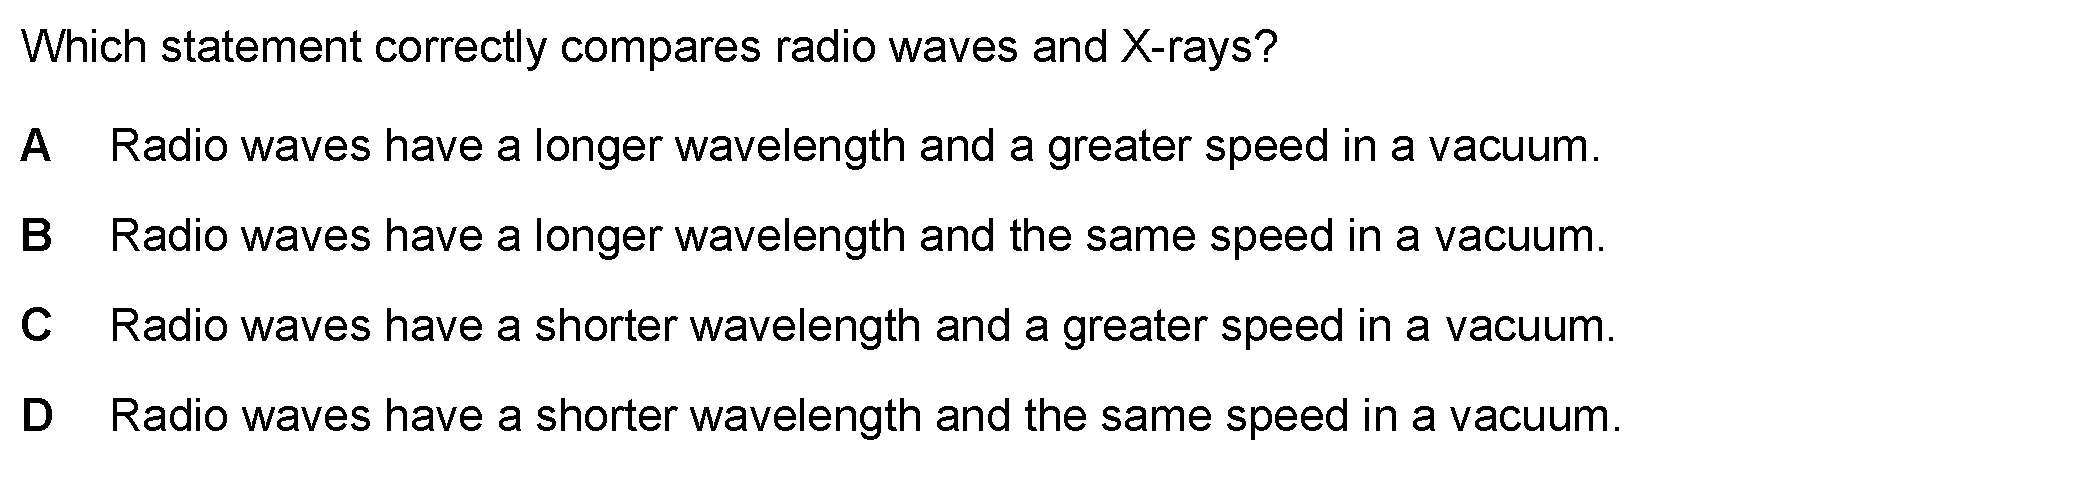 Which statement correctly compares radio waves and X-rays?
A Radio waves have a longer wavelength and a greater speed in a vacuum.
B Radio waves have a longer wavelength and the same speed in a vacuum.
C Radio waves have a shorter wavelength and a greater speed in a vacuum.
D Radio waves have a shorter wavelength and the same speed in a vacuum.